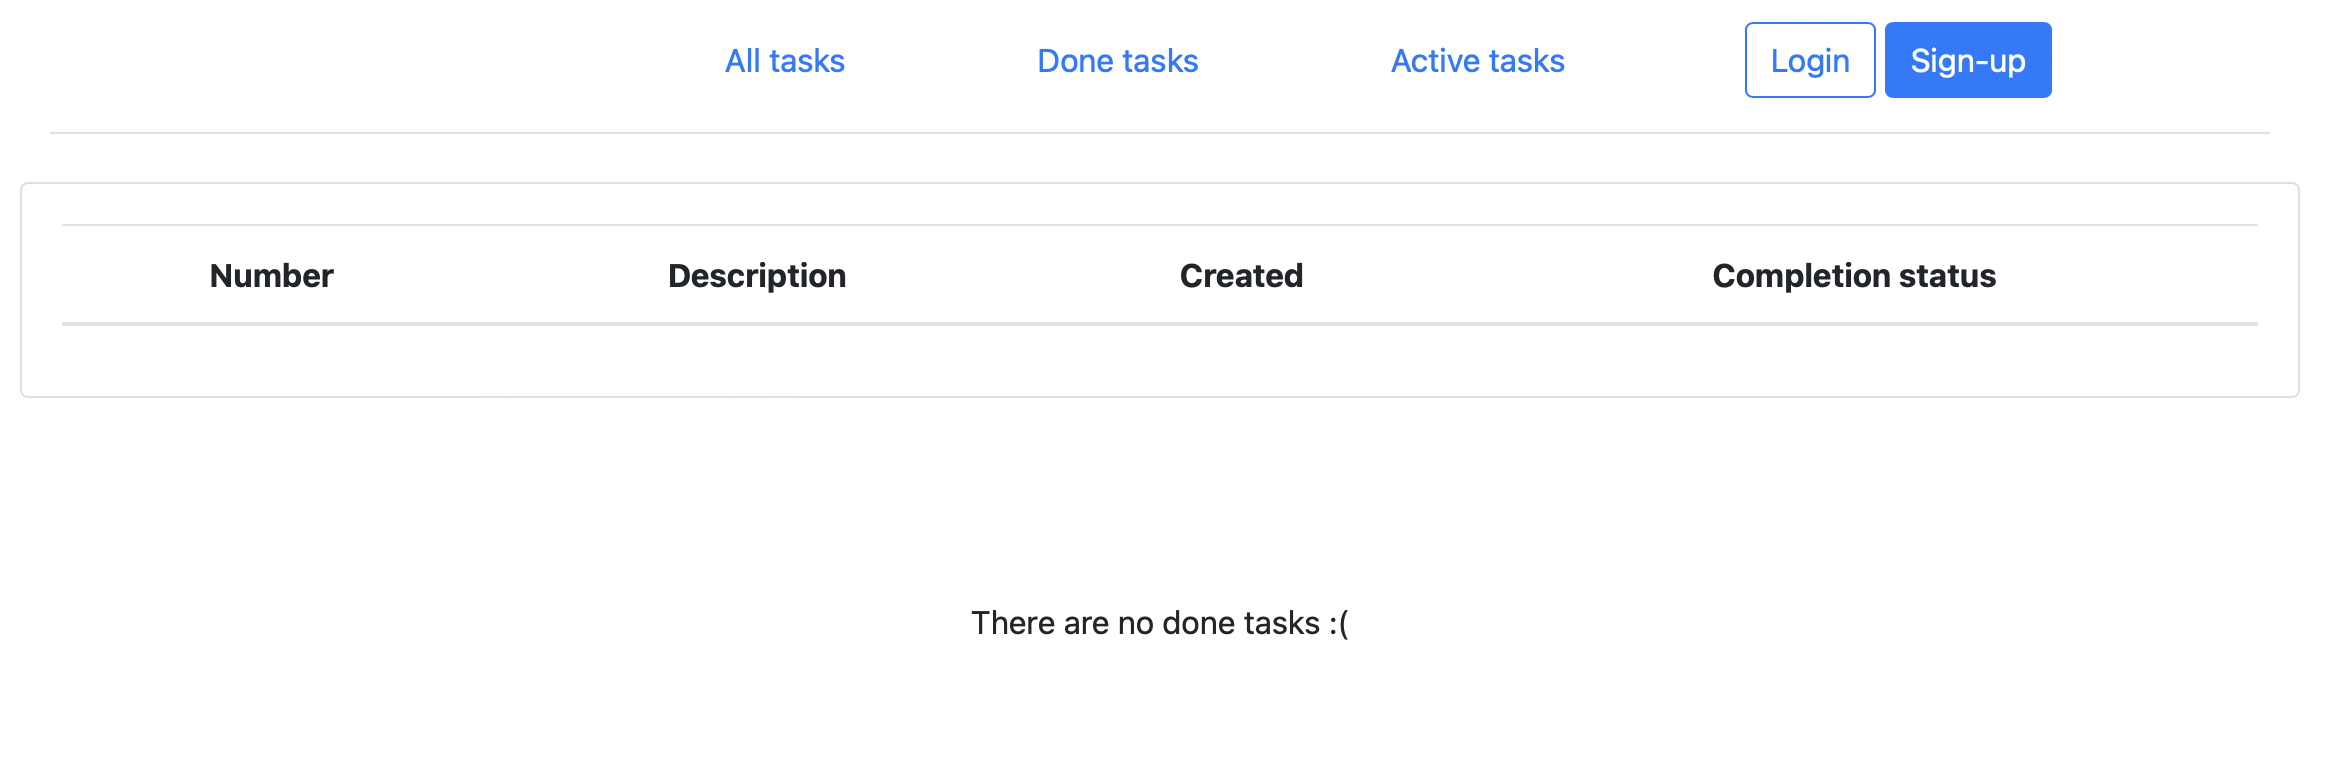 All tasks Done tasks Active tasks Login Sign-up
Number Description Created Completion status
There are no done tasks :(